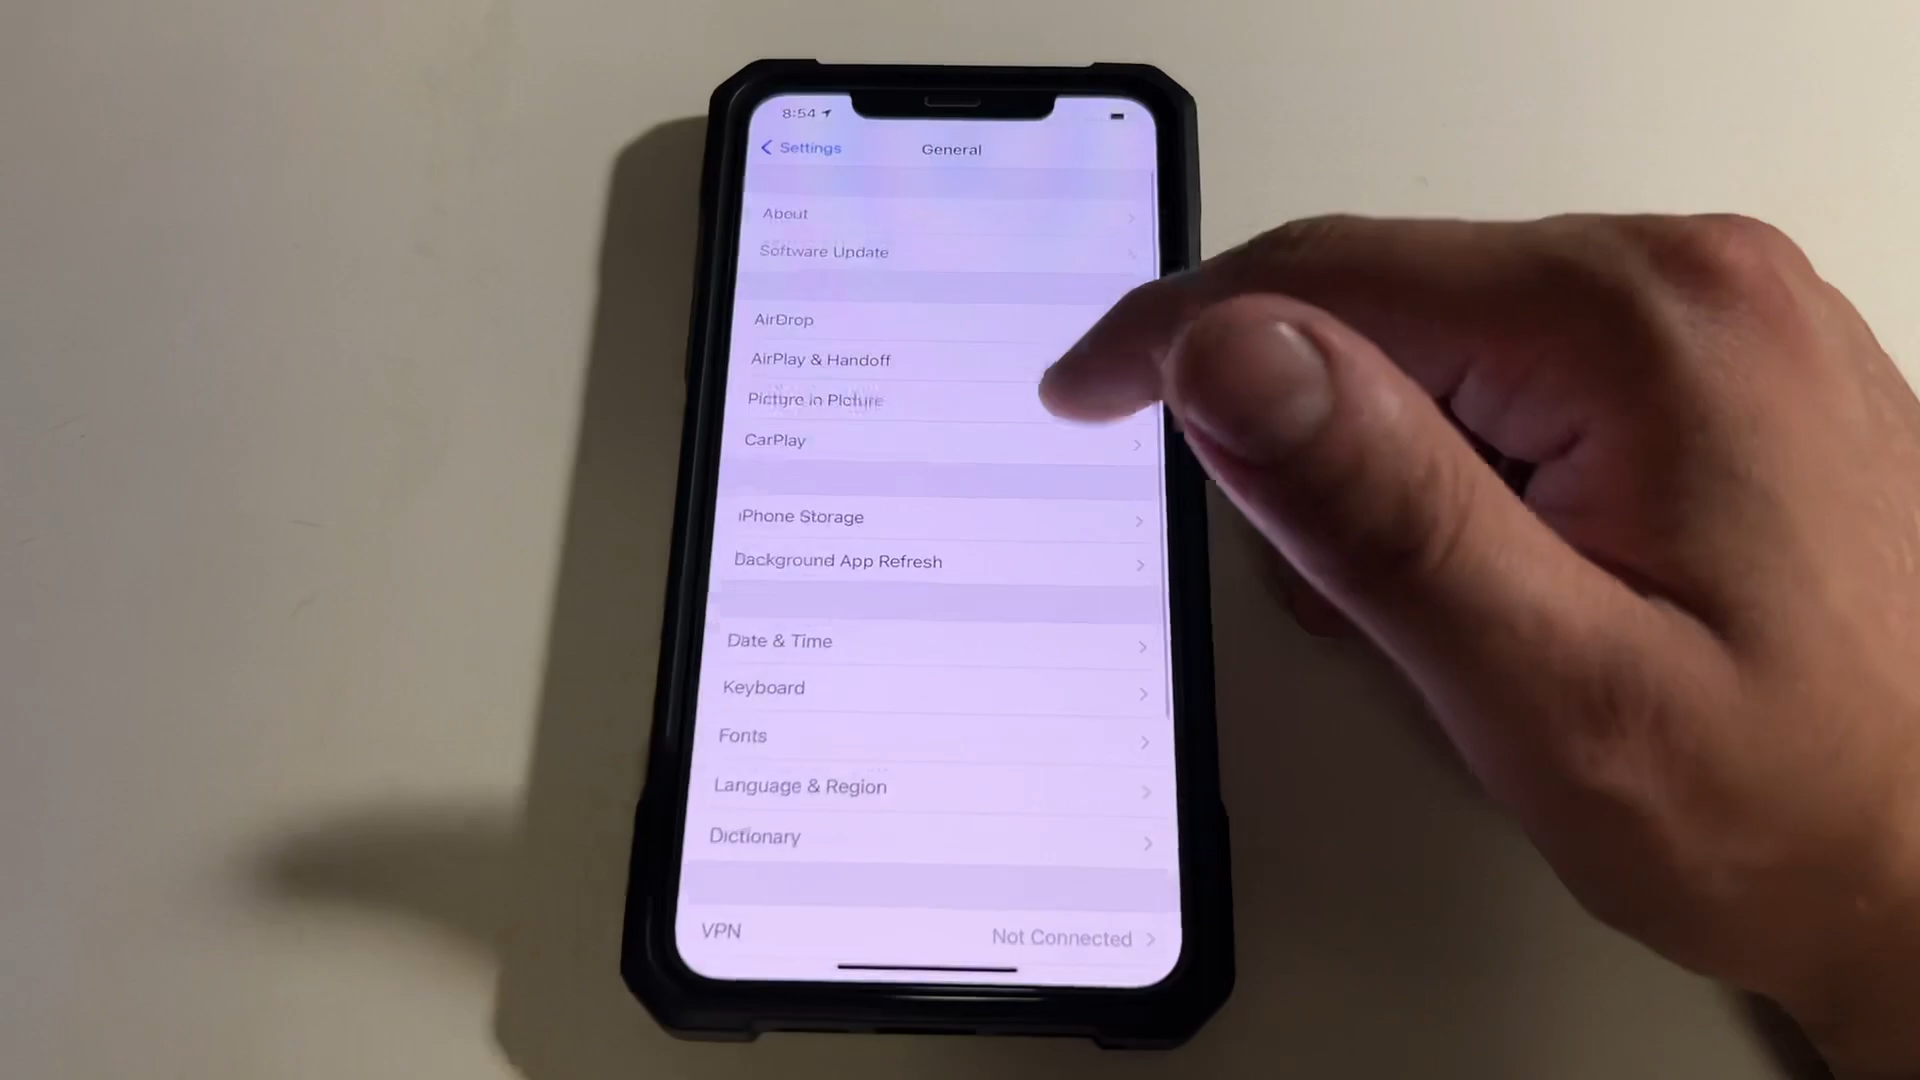 8:54
Settings
General
About
Software Update
AirDrop
AirPlay & Handoff
Picture in Picture
CarPlay
iPhone Storage
Background App Refresh
Date & Time
Keyboard
Fonts
Language & Region
Dictionary
VPN Not Connected